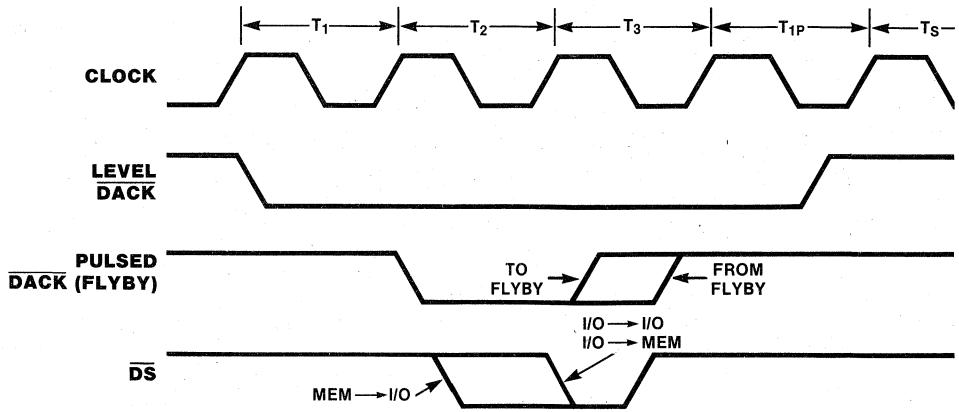 T1 T2 T3 T1P TS
CLOCK
LEVEL
DACK
PULSED
DACK (FLYBY)
TO
FLYBY
FROM
FLYBY
I/O → I/O
I/O → MEM
DS
MEM → I/O